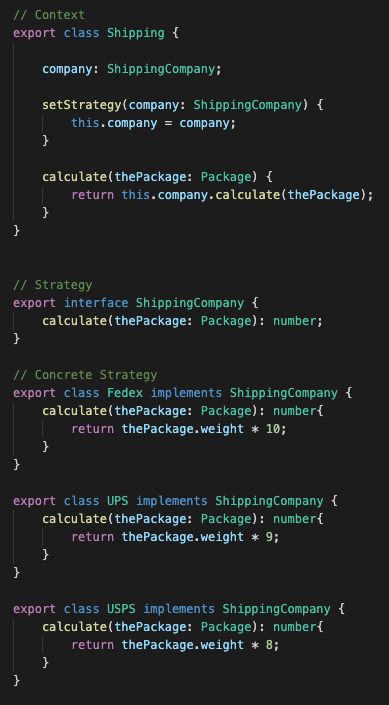 // Context
export class Shipping {
company: ShippingCompany;
setStrategy(company: ShippingCompany) {
this.company = company;
}
calculate(thePackage: Package) {
return this.company.calculate(thePackage);
}
}
// Strategy
export interface ShippingCompany {
calculate(thePackage: Package): number;
}
// Concrete Strategy
export class Fedex implements ShippingCompany {
calculate(thePackage: Package): number{
return thePackage.weight * 10;
}
}
export class UPS implements ShippingCompany {
calculate(thePackage: Package): number{
return thePackage.weight * 9;
}
}
export class USPS implements ShippingCompany {
calculate(thePackage: Package): number{
return thePackage.weight * 8;
}
}